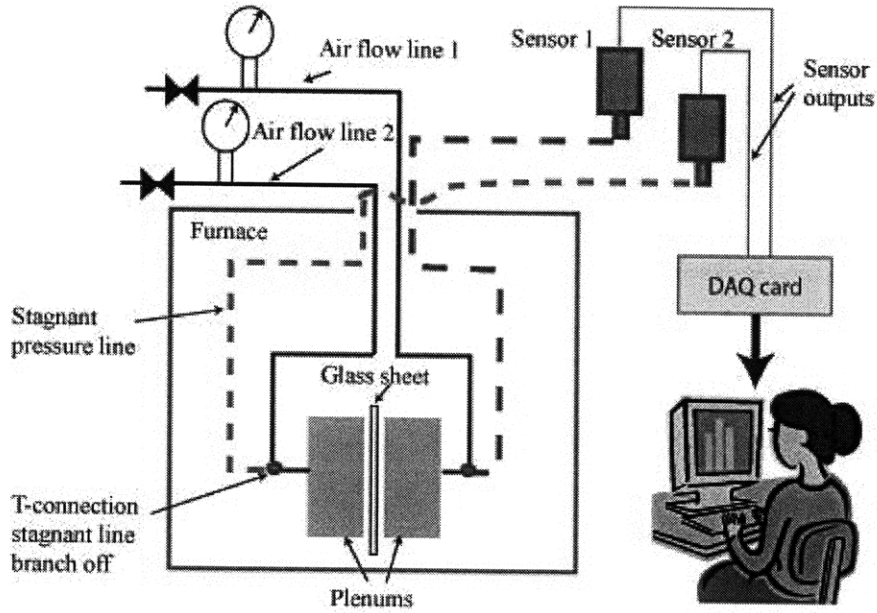 Air flow line 1
Sensor 1
Sensor 2
Sensor
outputs
Air flow line 2
Furnace
DAQ card
Stagnant
pressure line
Glass sheet
T-connection
stagnant line
branch off
Plenums